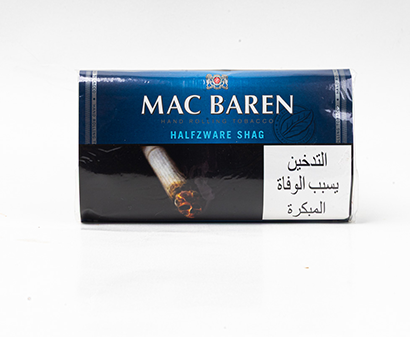 MAC BAREN
HAND ROLLING TOBACCO
HALFZWARE SHAG
التدخين
يسبب الوفاة
المبكرة